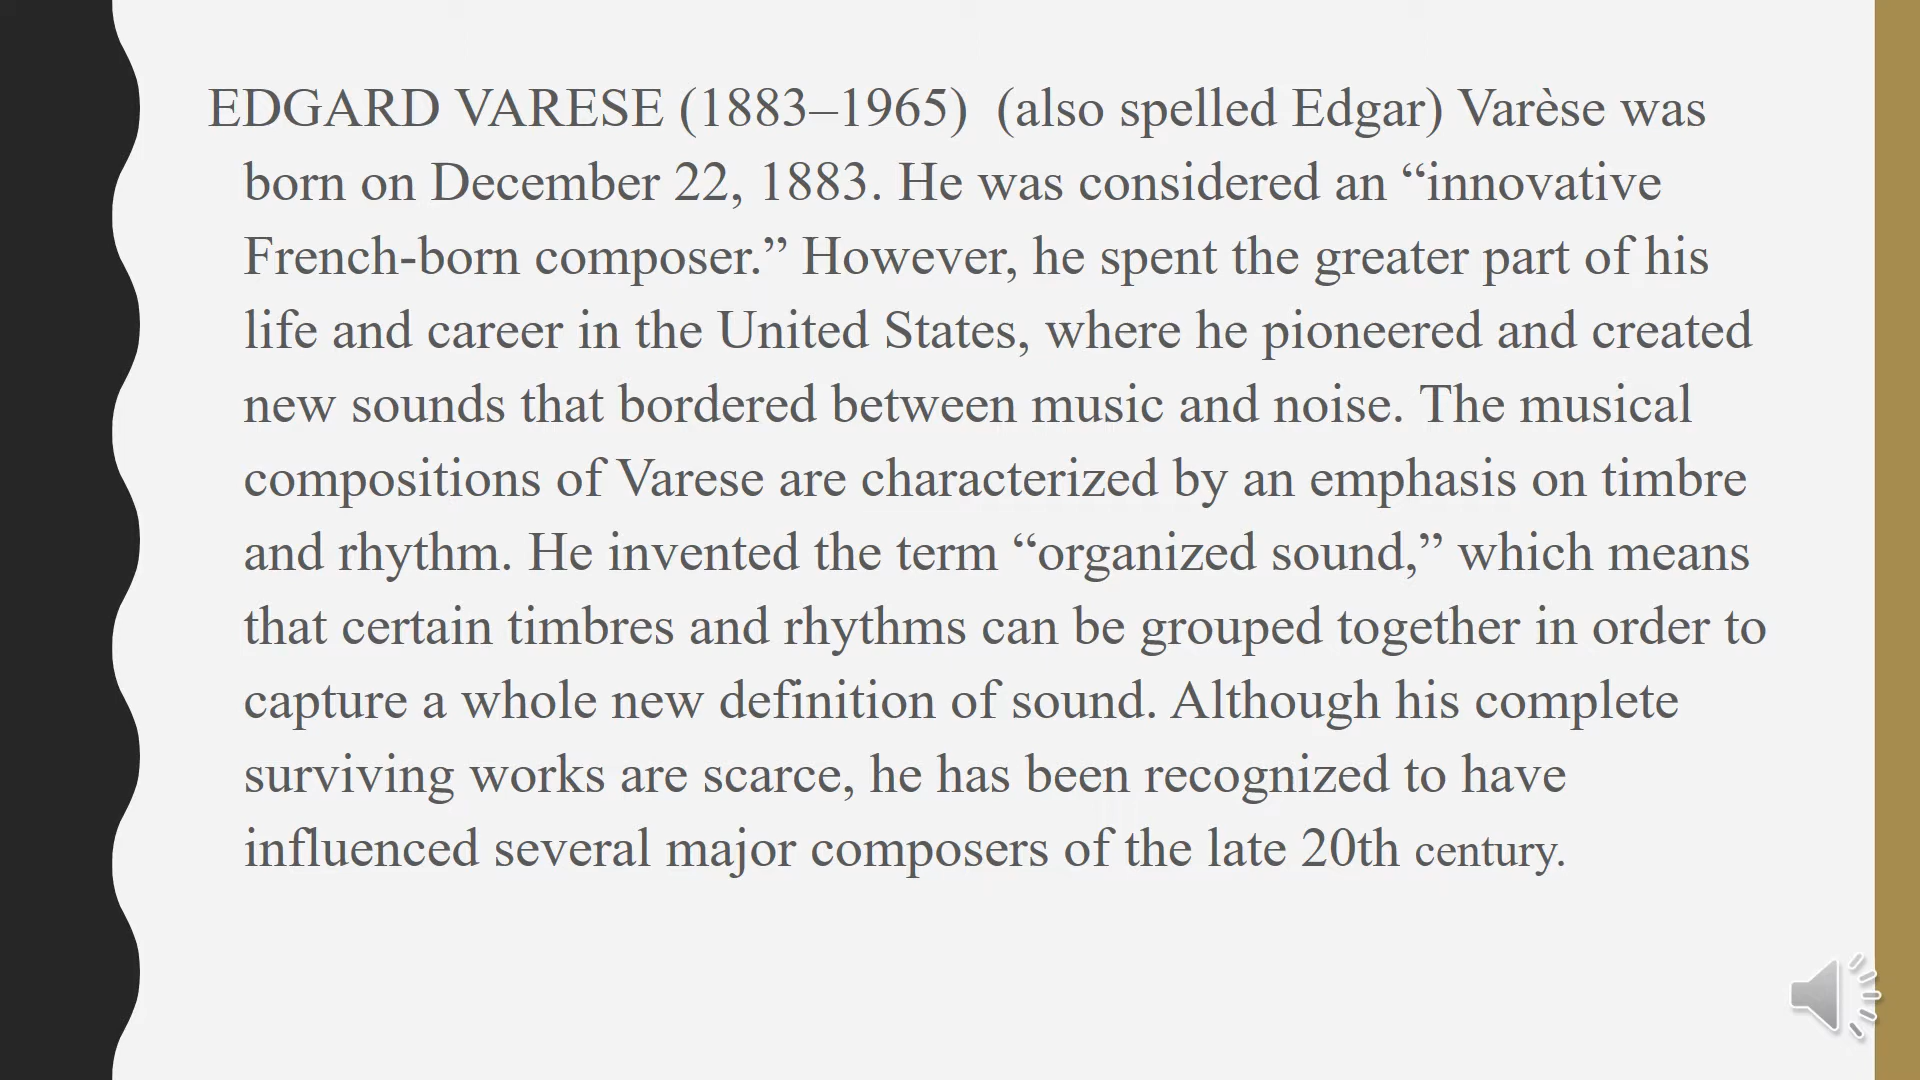 EDGARD VARESE (1883–1965)  (also spelled Edgar) Varèse was
born on December 22, 1883. He was considered an “innovative
French-born composer.” However, he spent the greater part of his
life and career in the United States, where he pioneered and created
new sounds that bordered between music and noise. The musical
compositions of Varese are characterized by an emphasis on timbre
and rhythm. He invented the term “organized sound,” which means
that certain timbres and rhythms can be grouped together in order to
capture a whole new definition of sound. Although his complete
surviving works are scarce, he has been recognized to have
influenced several major composers of the late 20th century.